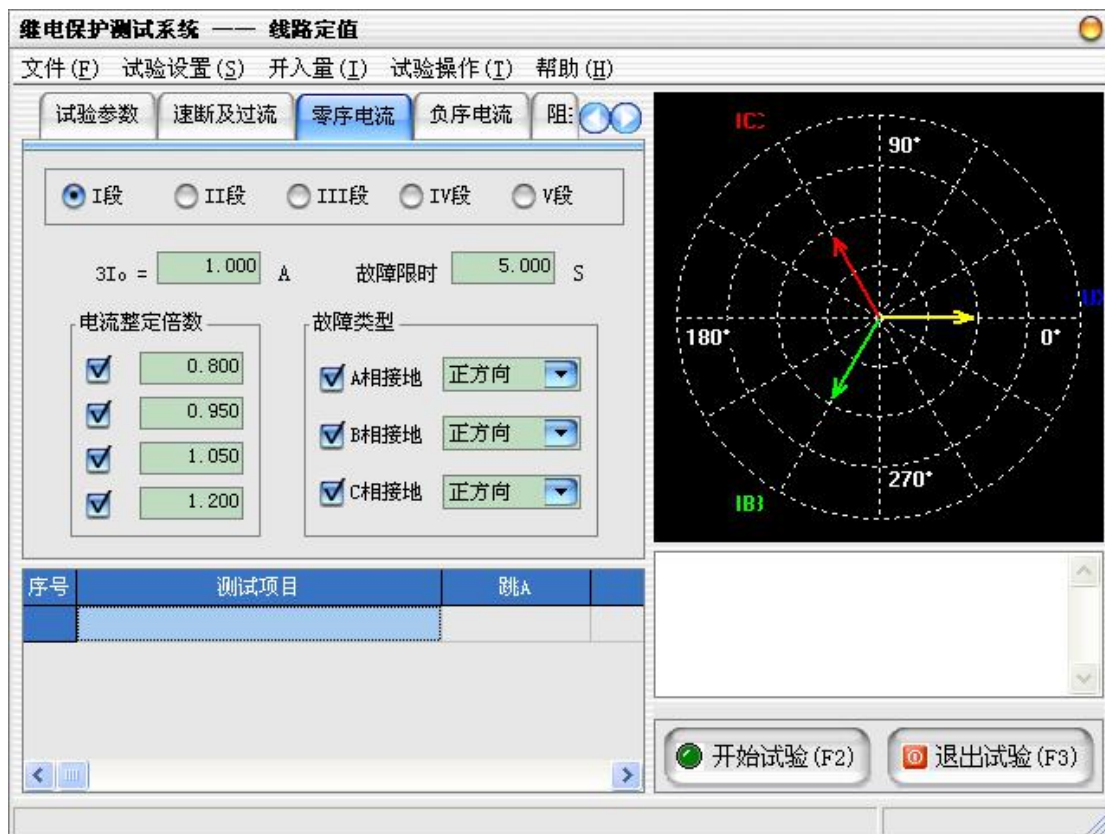 继电保护测试系统 —— 线路定值
文件(F) 试验设置(S) 开入量(I) 试验操作(T) 帮助(H)
试验参数 速断及过流 零序电流 负序电流
I段 II段 III段 IV段 V段
3Io = 1.000 A 故障限时 5.000 S
电流整定倍数
0.800
0.950
1.050
1.200
故障类型
A相接地 正方向
B相接地 正方向
C相接地 正方向
序号 测试项目 跳A
90°
180°
0°
270°
开始试验(F2) 退出试验(F3)